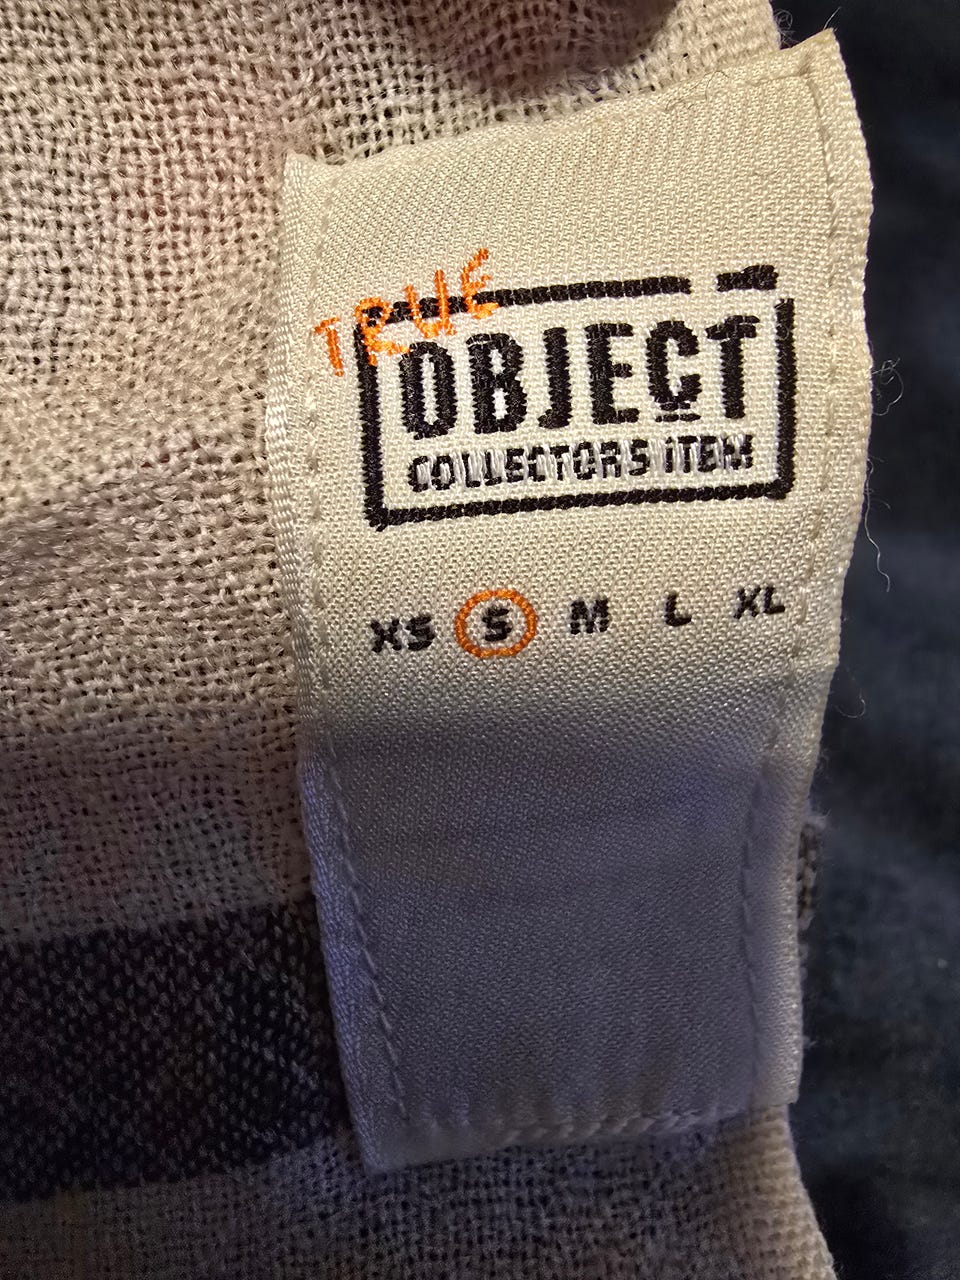 TRUE
OBJECT
COLLECTORS ITEM
XS S M L XL